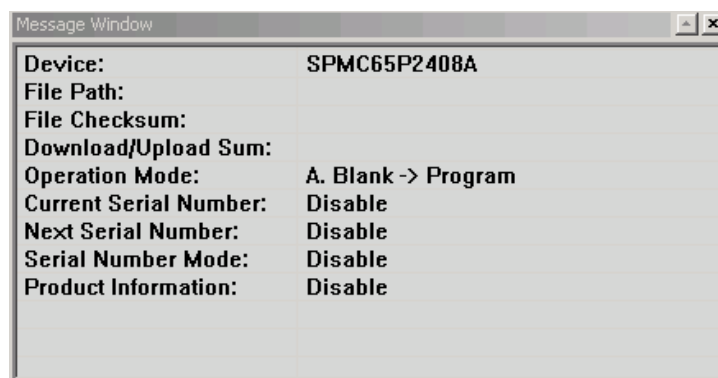 Message Window
Device: SPMC65P2408A
File Path:
File Checksum:
Download/Upload Sum:
Operation Mode: A. Blank -> Program
Current Serial Number: Disable
Next Serial Number: Disable
Serial Number Mode: Disable
Product Information: Disable